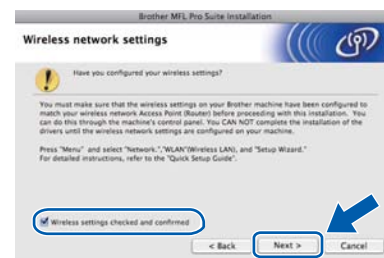 Brother MFL Pro Suite Installation
Wireless network settings
Have you configured your wireless settings?
You must make sure that the wireless settings on your Brother machine have been configured to
match your wireless network Access Point (Router) before proceeding with this installation. You
can do this through the machine's control panel. You CAN NOT complete the installation of the
drivers until the wireless network settings are configured on your machine.
Press "Menu" and select "Network.","WLAN"(Wireless LAN), and "Setup Wizard."
For detailed instructions, refer to the "Quick Setup Guide".
Wireless settings checked and confirmed
< Back Next > Cancel